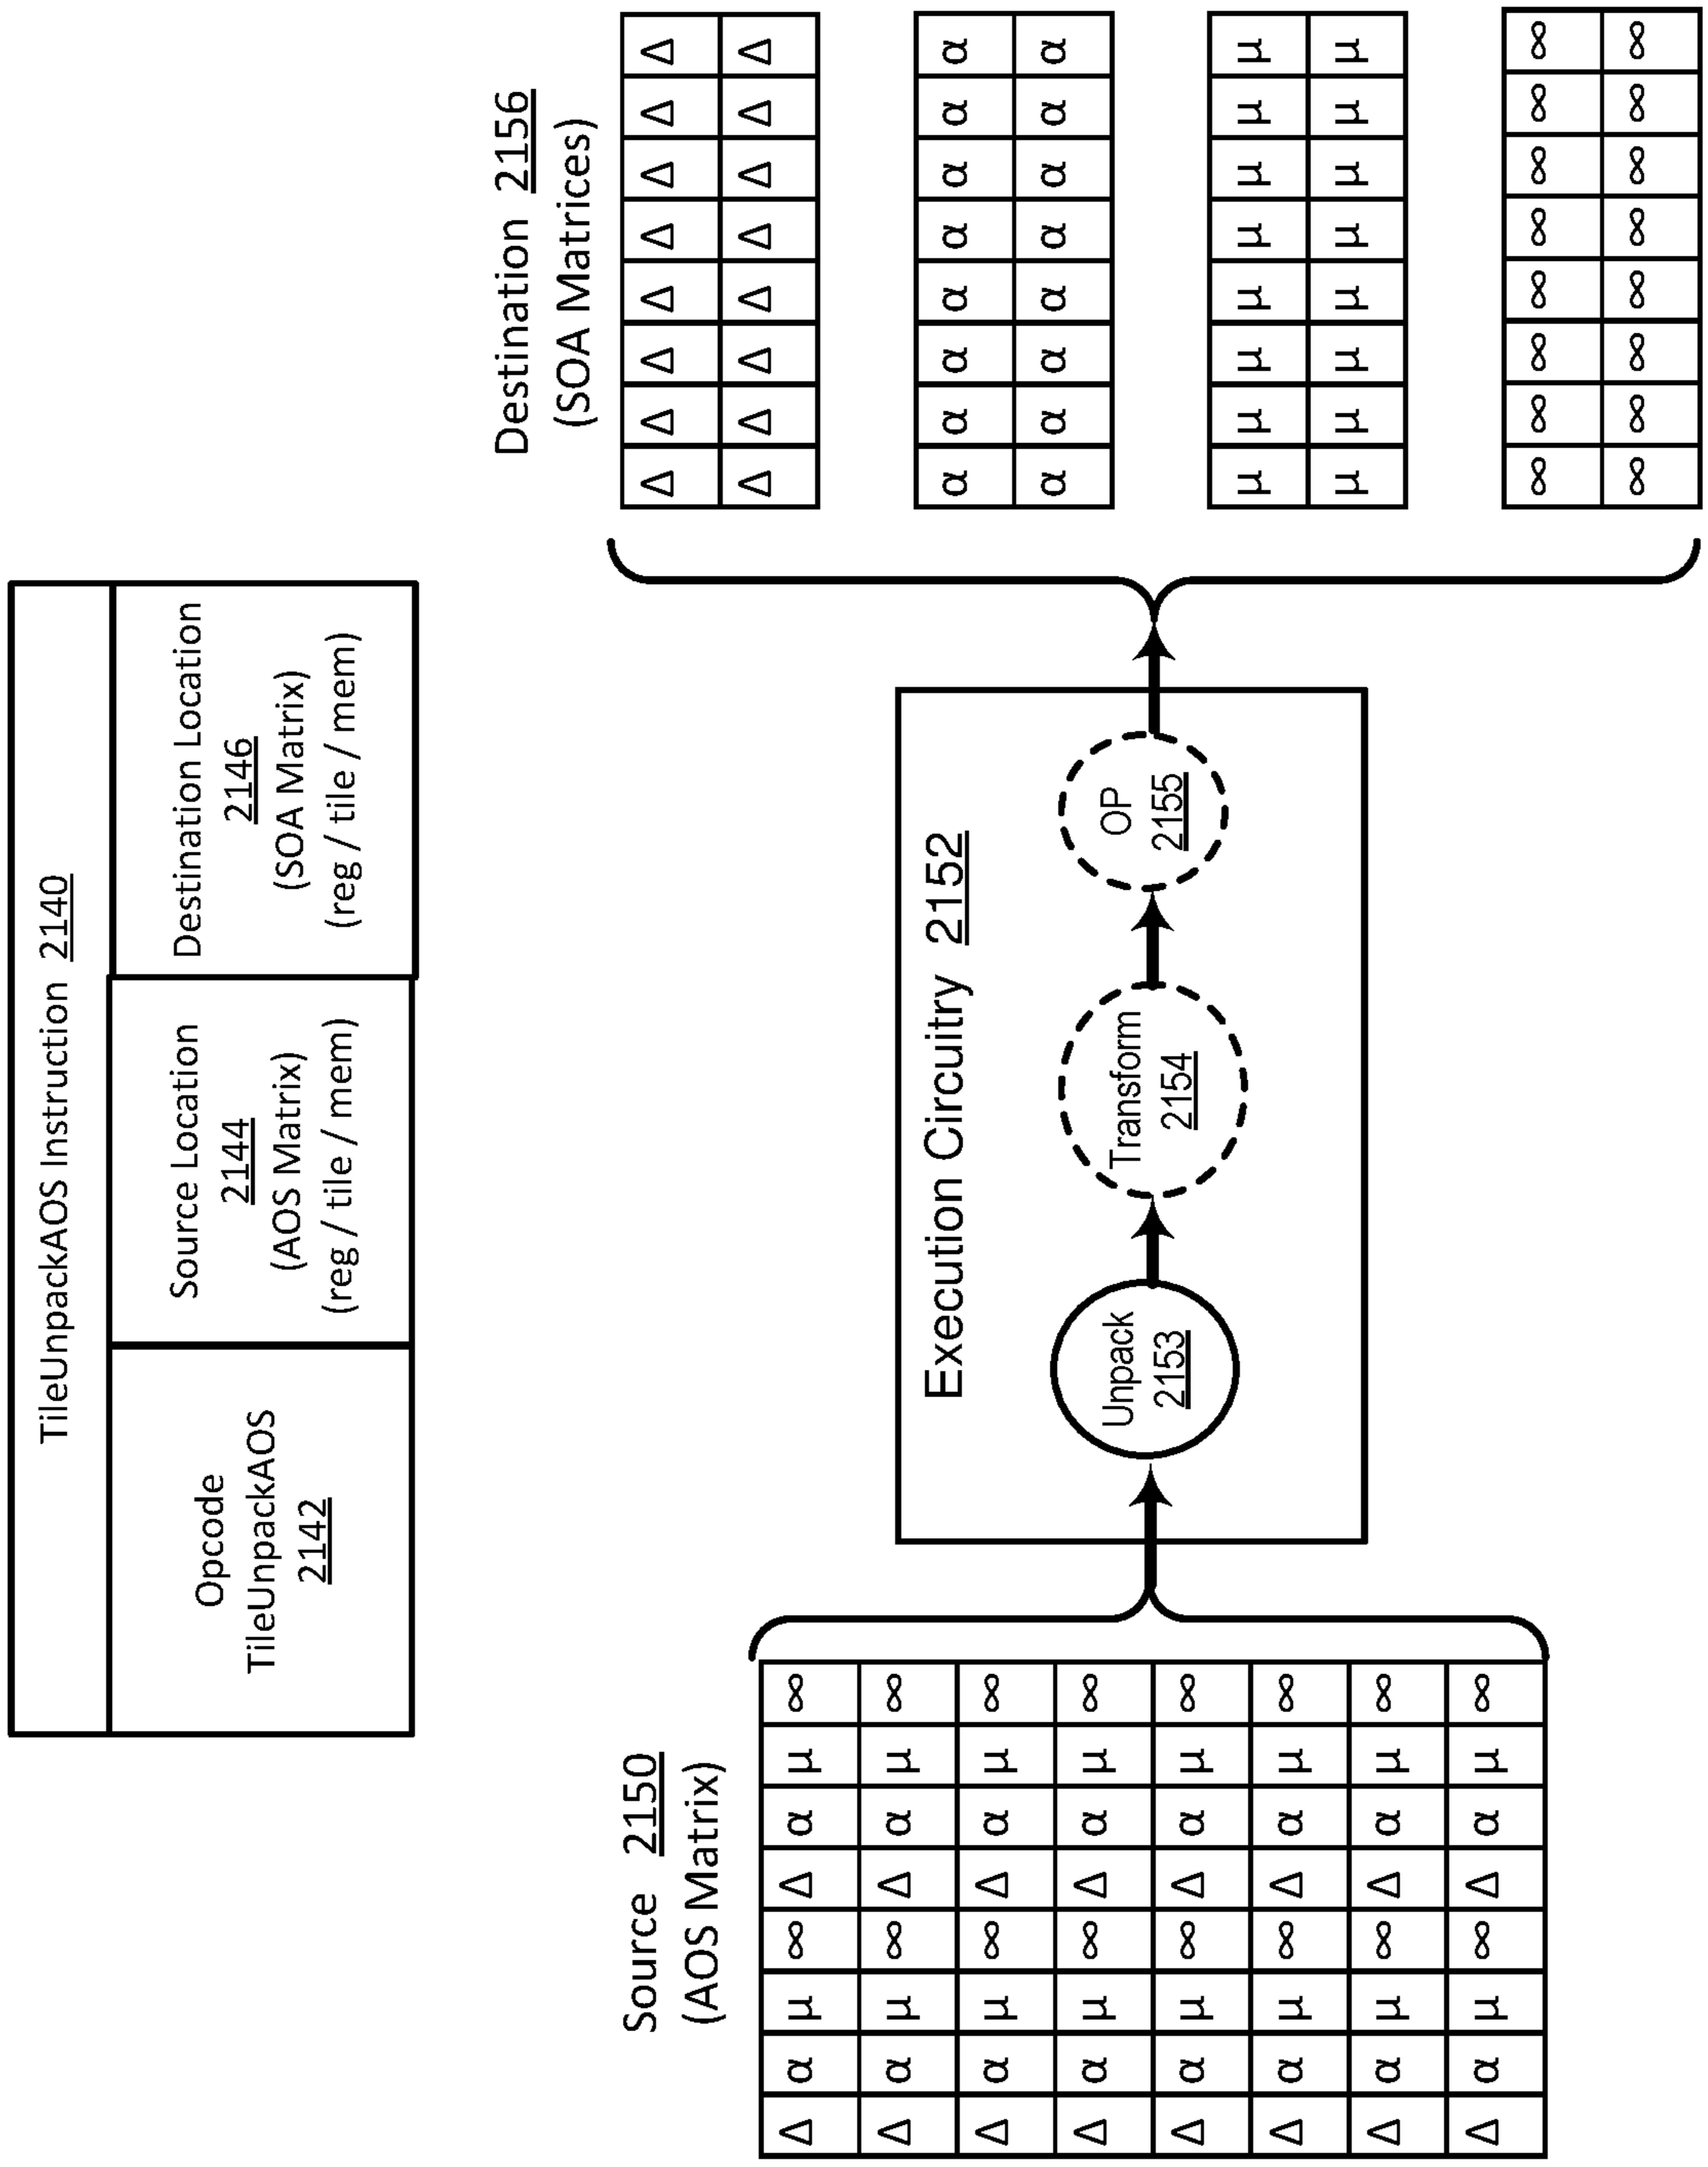 TileUnpackAOS Instruction 2140
Opcode
TileUnpackAOS
2142
Source Location
2144
(AOS Matrix)
(reg / tile / mem)
Destination Location
2146
(SOA Matrix)
(reg / tile / mem)
Source 2150
(AOS Matrix)
Δ α μ ∞ Δ α μ ∞
Δ α μ ∞ Δ α μ ∞
Δ α μ ∞ Δ α μ ∞
Δ α μ ∞ Δ α μ ∞
Δ α μ ∞ Δ α μ ∞
Δ α μ ∞ Δ α μ ∞
Δ α μ ∞ Δ α μ ∞
Δ α μ ∞ Δ α μ ∞
Execution Circuitry 2152
Unpack
2153
Transform
2154
OP
2155
Destination 2156
(SOA Matrices)
Δ Δ Δ Δ Δ Δ Δ Δ
Δ Δ Δ Δ Δ Δ Δ Δ
α α α α α α α α
α α α α α α α α
μ μ μ μ μ μ μ μ
μ μ μ μ μ μ μ μ
∞ ∞ ∞ ∞ ∞ ∞ ∞ ∞
∞ ∞ ∞ ∞ ∞ ∞ ∞ ∞